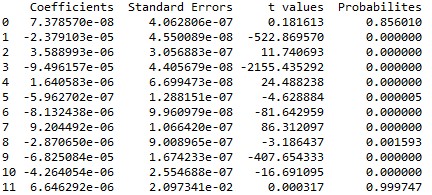 Coefficients Standard Errors t values Probabilites
0 7.378570e-08 4.062806e-07 0.181613 0.856010
1 -2.379103e-05 4.550089e-08 -522.869570 0.000000
2 3.588993e-06 3.056883e-07 11.740693 0.000000
3 -9.496157e-05 4.405679e-08 -2155.435292 0.000000
4 1.640583e-06 6.699473e-08 24.488238 0.000000
5 -5.962702e-07 1.288151e-07 -4.628884 0.000005
6 -8.132438e-06 9.960979e-08 -81.642959 0.000000
7 9.204492e-06 1.066420e-07 86.312097 0.000000
8 -2.870650e-06 9.008965e-07 -3.186437 0.001593
9 -6.825084e-05 1.674233e-07 -407.654333 0.000000
10 -4.264054e-06 2.554688e-07 -16.691095 0.000000
11 6.646292e-06 2.097341e-02 0.000317 0.999747